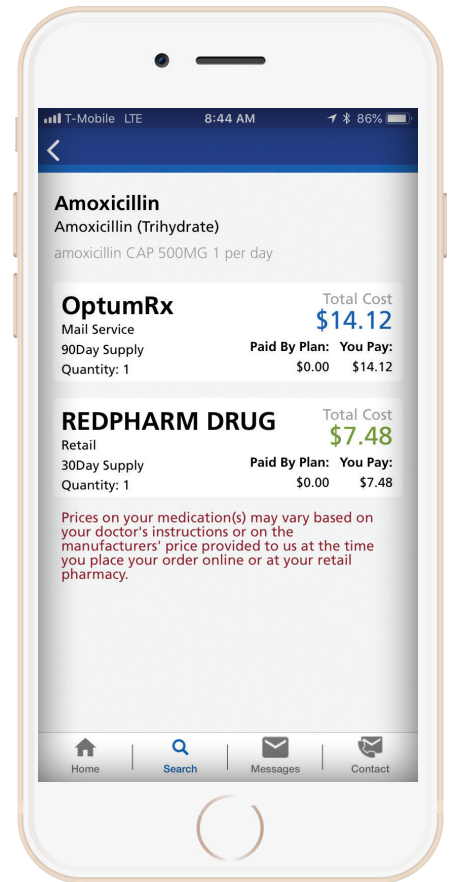 T-Mobile LTE 8:44 AM 86%
Amoxicillin
Amoxicillin (Trihydrate)
amoxicillin CAP 500MG 1 per day
OptumRx
Mail Service
90Day Supply
Quantity: 1
Total Cost
$14.12
Paid By Plan: You Pay:
$0.00 $14.12
REDPHARM DRUG
Retail
30Day Supply
Quantity: 1
Total Cost
$7.48
Paid By Plan: You Pay:
$0.00 $7.48
Prices on your medication(s) may vary based on
your doctor's instructions or on the
manufacturers' price provided to us at the time
you place your order online or at your retail
pharmacy.
Home Search Messages Contact